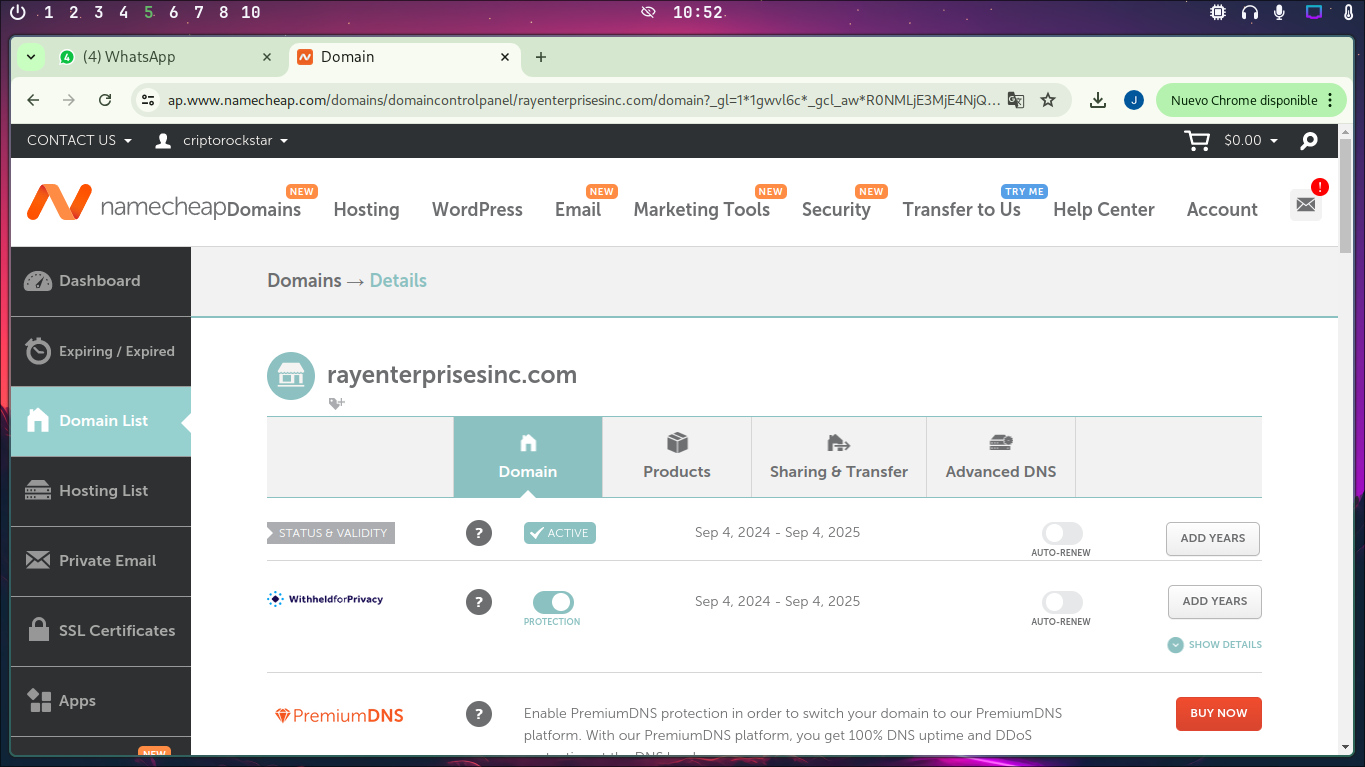 1 2 3 4 5 6 7 8 10
10:52
4 (4) WhatsApp
Domain
ap.www.namecheap.com/domains/domaincontrolpanel/rayenterprisesinc.com/domain?_gl=1*1gwvl6c*_gcl_aw*R0NMLjE3MjE4NjQ...
J
Nuevo Chrome disponible
CONTACT US
criptorockstar
$0.00
namecheap
NEW
Domains
Hosting
WordPress
NEW
Email
NEW
Marketing Tools
NEW
Security
TRY ME
Transfer to Us
Help Center
Account
!
Dashboard
Expiring / Expired
Domain List
Hosting List
Private Email
SSL Certificates
Apps
NEW
Domains → Details
rayenterprisesinc.com
Domain
Products
Sharing & Transfer
Advanced DNS
STATUS & VALIDITY
?
ACTIVE
Sep 4, 2024 - Sep 4, 2025
AUTO-RENEW
ADD YEARS
WithheldforPrivacy
?
PROTECTION
Sep 4, 2024 - Sep 4, 2025
AUTO-RENEW
ADD YEARS
SHOW DETAILS
PremiumDNS
?
Enable PremiumDNS protection in order to switch your domain to our PremiumDNS
platform. With our PremiumDNS platform, you get 100% DNS uptime and DDoS
BUY NOW